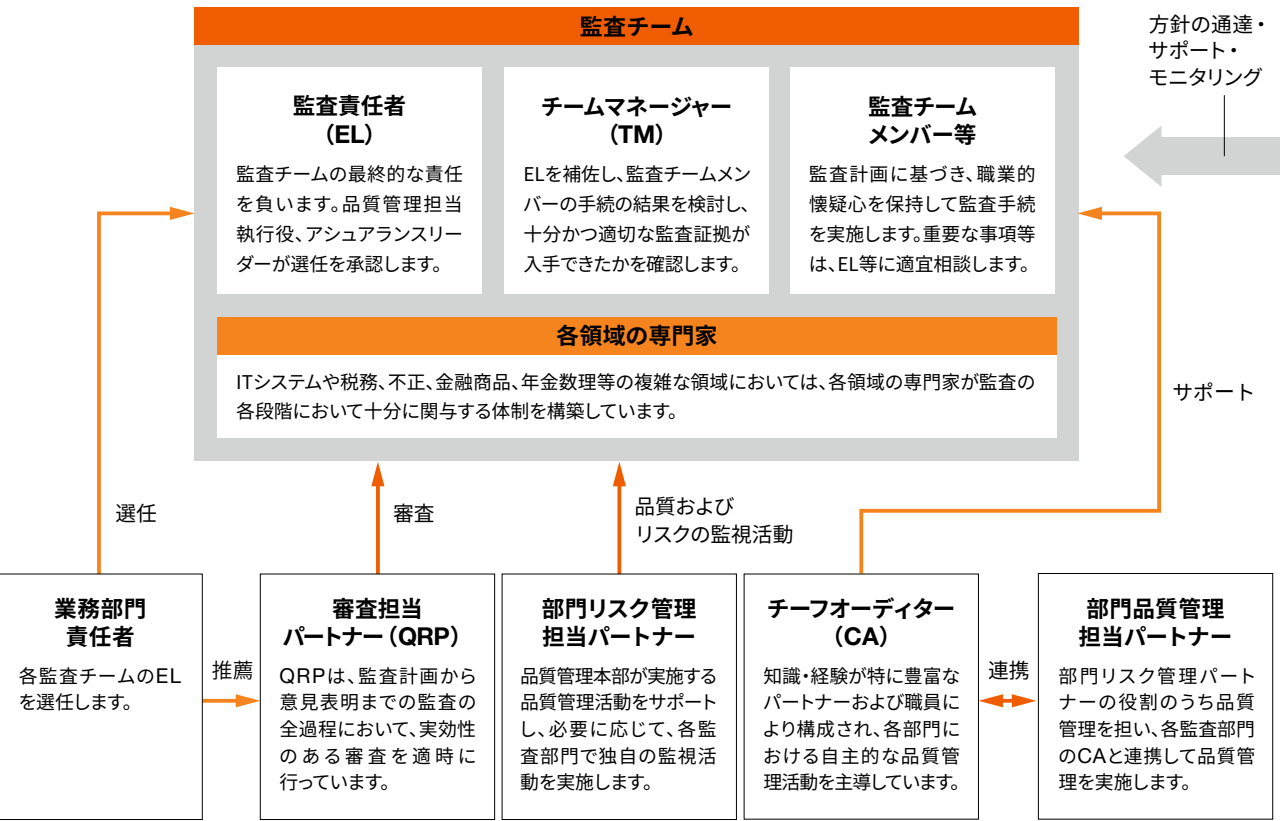 監査チーム
方針の通達・
サポート・
モニタリング
監査責任者
（EL）
監査チームの最終的な責任
を負います。品質管理担当
執行役、アシュアランスリー
ダーが選任を承認します。
チームマネージャー
（TM）
ELを補佐し、監査チームメン
バーの手続の結果を検討し、
十分かつ適切な監査証拠が
入手できたかを確認します。
監査チーム
メンバー等
監査計画に基づき、職業的
懐疑心を保持して監査手続
を実施します。重要な事項等
は、EL等に適宜相談します。
各領域の専門家
ITシステムや税務、不正、金融商品、年金数理等の複雑な領域においては、各領域の専門家が監査の
各段階において十分に関与する体制を構築しています。
サポート
選任
審査
品質および
リスクの監視活動
業務部門
責任者
各監査チームのEL
を選任します。
推薦
審査担当
パートナー（QRP）
QRPは、監査計画から
意見表明までの監査の
全過程において、実効性
のある審査を適時に
行っています。
部門リスク管理
担当パートナー
品質管理本部が実施する
品質管理活動をサポート
し、必要に応じて、各監
査部門で独自の監視活
動を実施します。
チーフオーディター
（CA）
知識・経験が特に豊富な
パートナーおよび職員に
より構成され、各部門に
おける自主的な品質管
理活動を主導しています。
連携
部門品質管理
担当パートナー
部門リスク管理パート
ナーの役割のうち品質
管理を担い、各監査部門
のCAと連携して品質管
理を実施します。